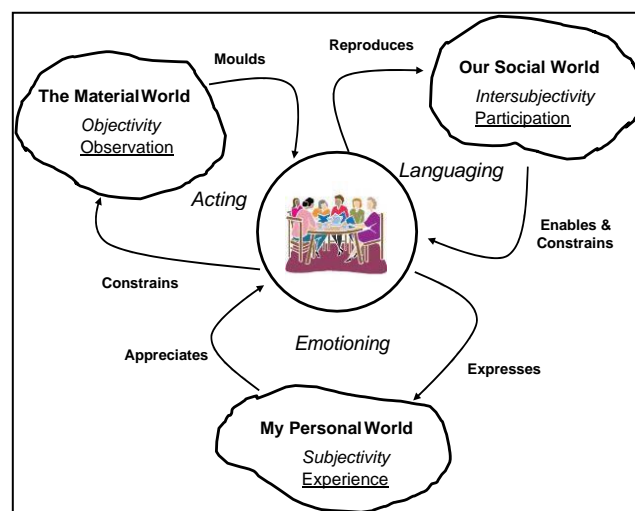 Reproduces
Moulds
Our Social World
Intersubjectivity
Participation
The Material World
Objectivity
Observation
Languaging
Acting
Enables &
Constrains
Constrains
Emotioning
Appreciates
Expresses
My Personal World
Subjectivity
Experience